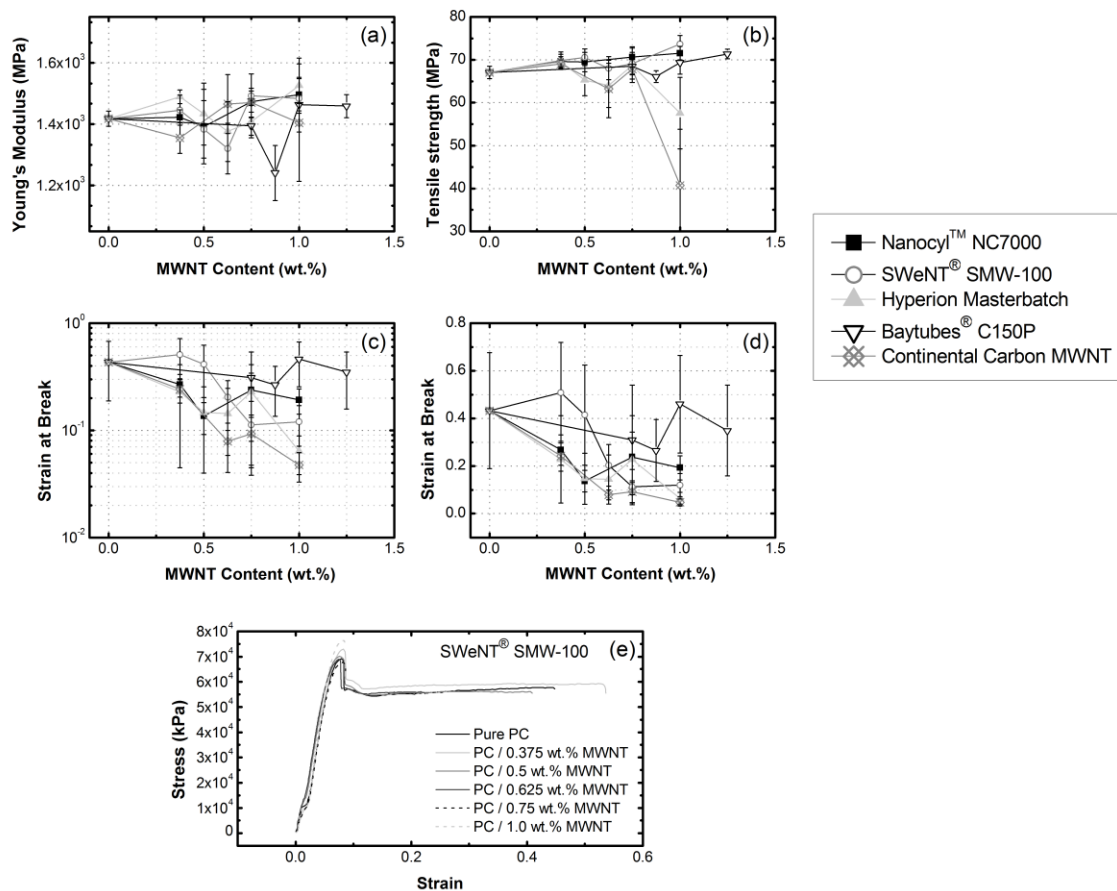 (a)
Young's Modulus (MPa)
1.6x10³
1.4x10³
1.2x10³
0.0 0.5 1.0 1.5
MWNT Content (wt.%)
(b)
Tensile strength (MPa)
80
70
60
50
40
30
0.0 0.5 1.0 1.5
MWNT Content (wt.%)
Nanocyl™ NC7000
SWeNT® SMW-100
Hyperion Masterbatch
Baytubes® C150P
Continental Carbon MWNT
(c)
Strain at Break
10⁰
10⁻¹
10⁻²
0.0 0.5 1.0 1.5
MWNT Content (wt.%)
(d)
Strain at Break
0.8
0.6
0.4
0.2
0.0
0.0 0.5 1.0 1.5
MWNT Content (wt.%)
SWeNT® SMW-100 (e)
Stress (kPa)
8x10⁴
7x10⁴
6x10⁴
5x10⁴
4x10⁴
3x10⁴
2x10⁴
1x10⁴
0
Pure PC
PC / 0.375 wt.% MWNT
PC / 0.5 wt.% MWNT
PC / 0.625 wt.% MWNT
PC / 0.75 wt.% MWNT
PC / 1.0 wt.% MWNT
0.0 0.2 0.4 0.6
Strain